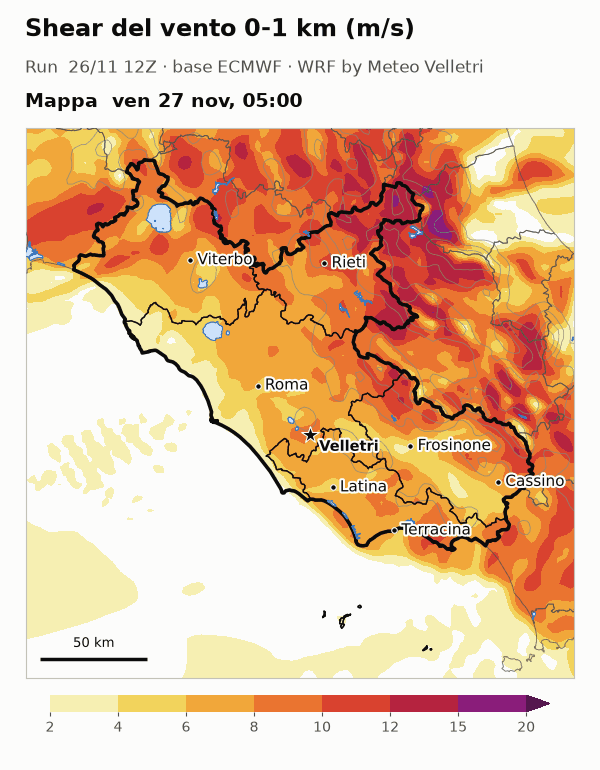 Shear del vento 0-1 km (m/s)
Run  26/11 12Z · base ECMWF · WRF by Meteo Velletri
Mappa  ven 27 nov, 05:00
Viterbo
Rieti
Roma
Velletri
Frosinone
Cassino
Latina
Terracina
50 km
2 4 6 8 10 12 15 20